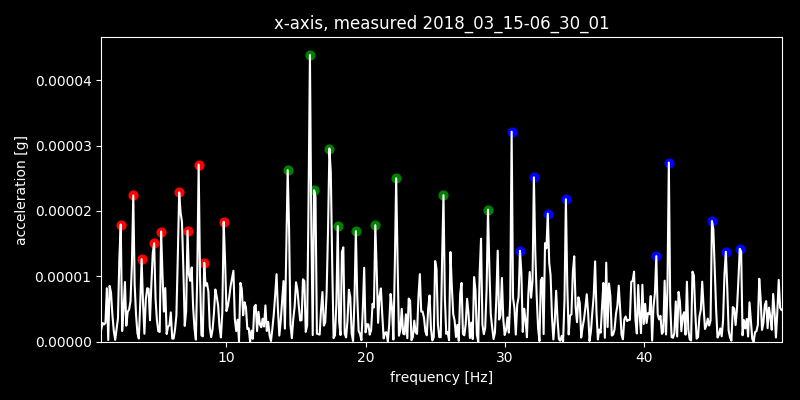 x-axis, measured 2018_03_15-06_30_01
0.00004
0.00003
0.00002
0.00001
0.00000
acceleration [g]
10 20 30 40
frequency [Hz]